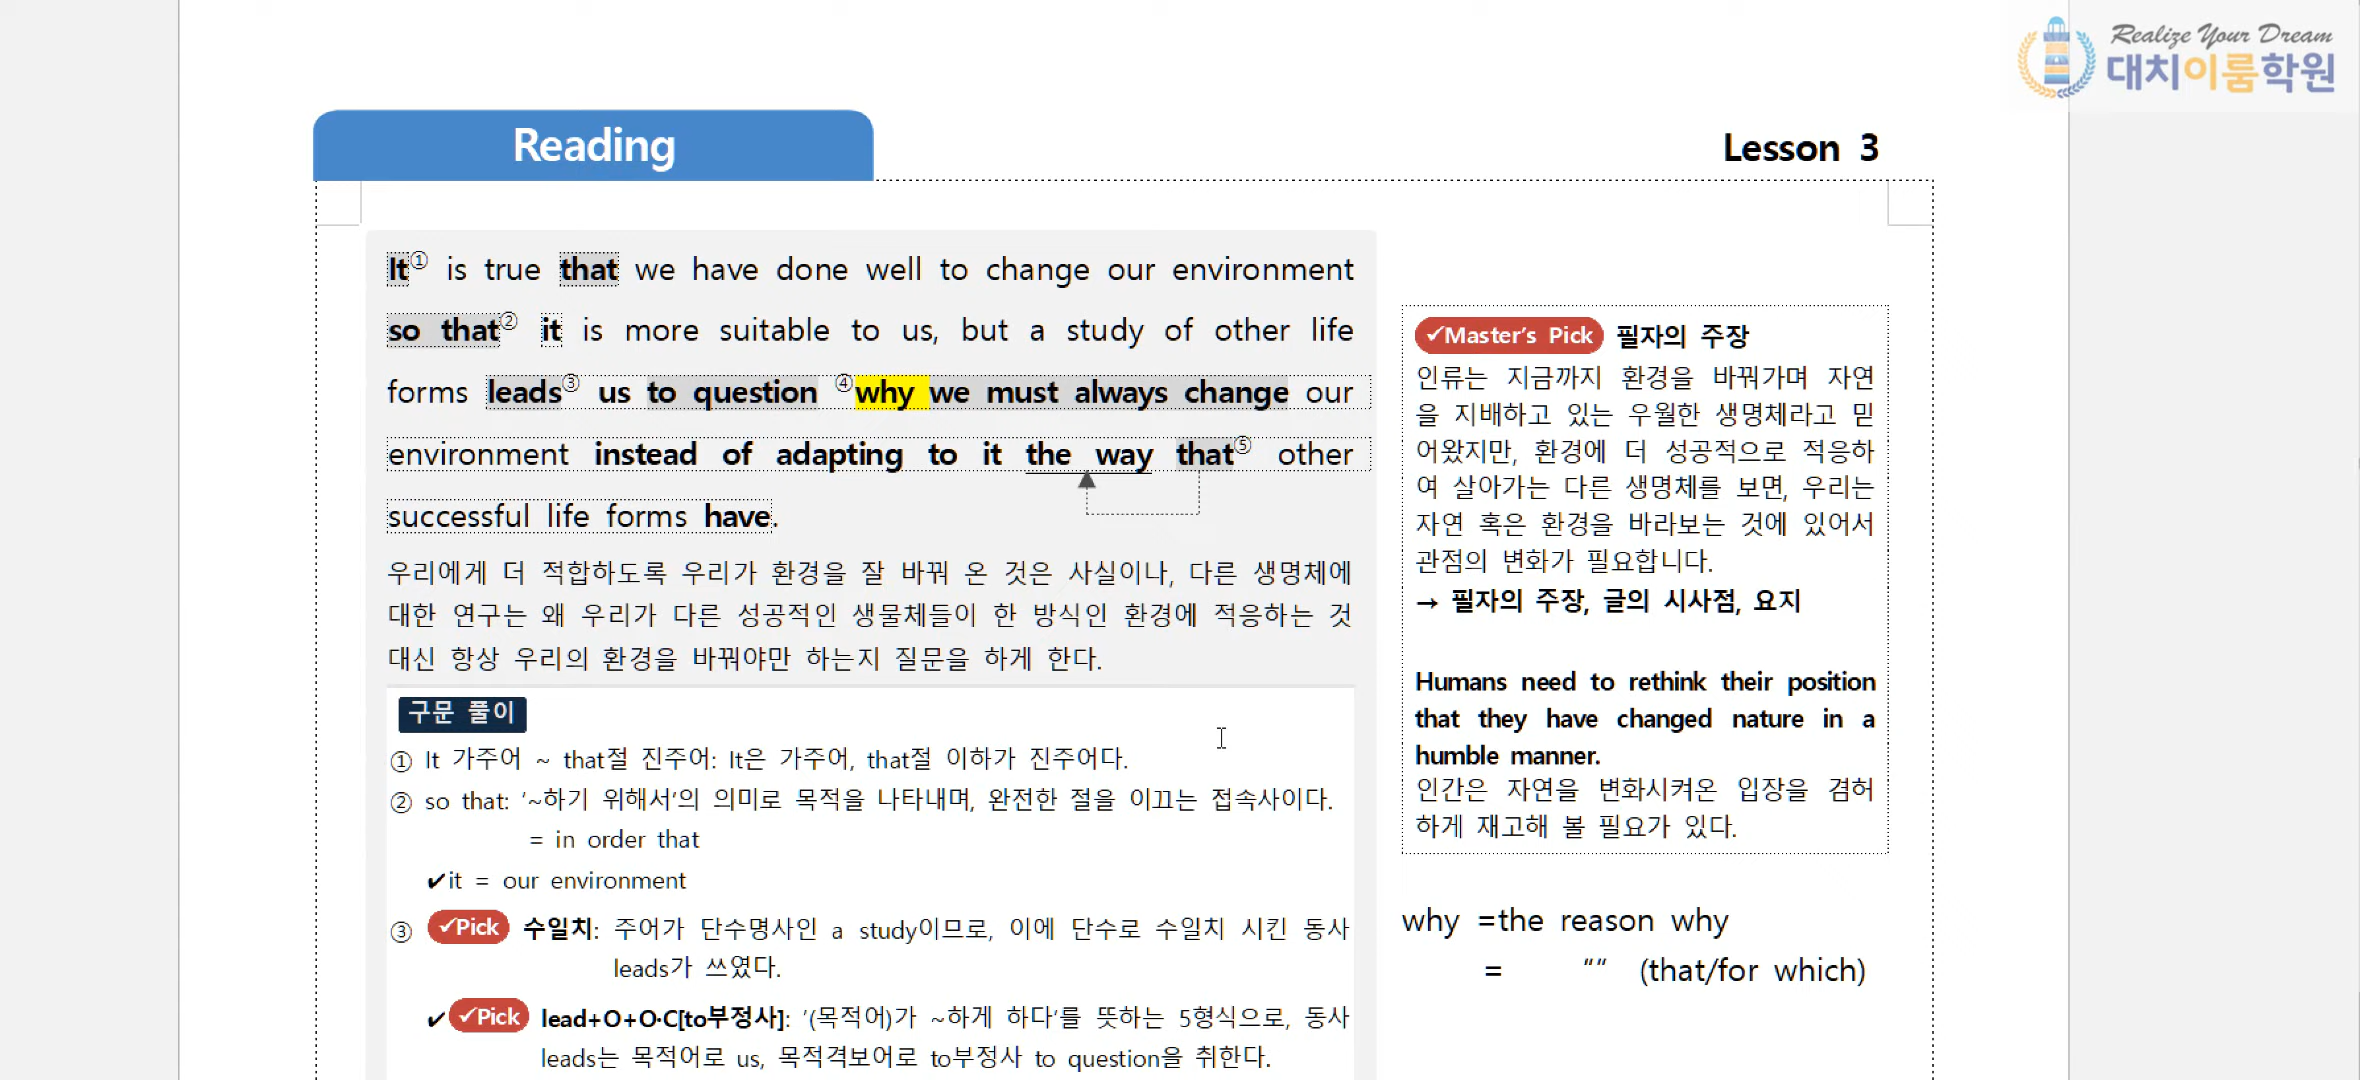 Realize Your Dream
대치이룸학원
Reading
Lesson 3
It① is true that we have done well to change our environment
so that② it is more suitable to us, but a study of other life
forms leads③ us to question ④why we must always change our
environment instead of adapting to it the way that⑤ other
successful life forms have.
우리에게 더 적합하도록 우리가 환경을 잘 바꿔 온 것은 사실이나, 다른 생명체에
대한 연구는 왜 우리가 다른 성공적인 생물체들이 한 방식인 환경에 적응하는 것
대신 항상 우리의 환경을 바꿔야만 하는지 질문을 하게 한다.
구문 풀이
① It 가주어 ~ that절 진주어: It은 가주어, that절 이하가 진주어다.
② so that: ‘~하기 위해서’의 의미로 목적을 나타내며, 완전한 절을 이끄는 접속사이다.
= in order that
✔it = our environment
③ ✓Pick 수일치: 주어가 단수명사인 a study이므로, 이에 단수로 수일치 시킨 동사
leads가 쓰였다.
✔ ✓Pick lead+O+O·C[to부정사]: ‘(목적어)가 ~하게 하다’를 뜻하는 5형식으로, 동사
leads는 목적어로 us, 목적격보어로 to부정사 to question을 취한다.
✓Master’s Pick 필자의 주장
인류는 지금까지 환경을 바꿔가며 자연
을 지배하고 있는 우월한 생명체라고 믿
어왔지만, 환경에 더 성공적으로 적응하
여 살아가는 다른 생명체를 보면, 우리는
자연 혹은 환경을 바라보는 것에 있어서
관점의 변화가 필요합니다.
→ 필자의 주장, 글의 시사점, 요지
Humans need to rethink their position
that they have changed nature in a
humble manner.
인간은 자연을 변화시켜온 입장을 겸허
하게 재고해 볼 필요가 있다.
why =the reason why
= “” (that/for which)